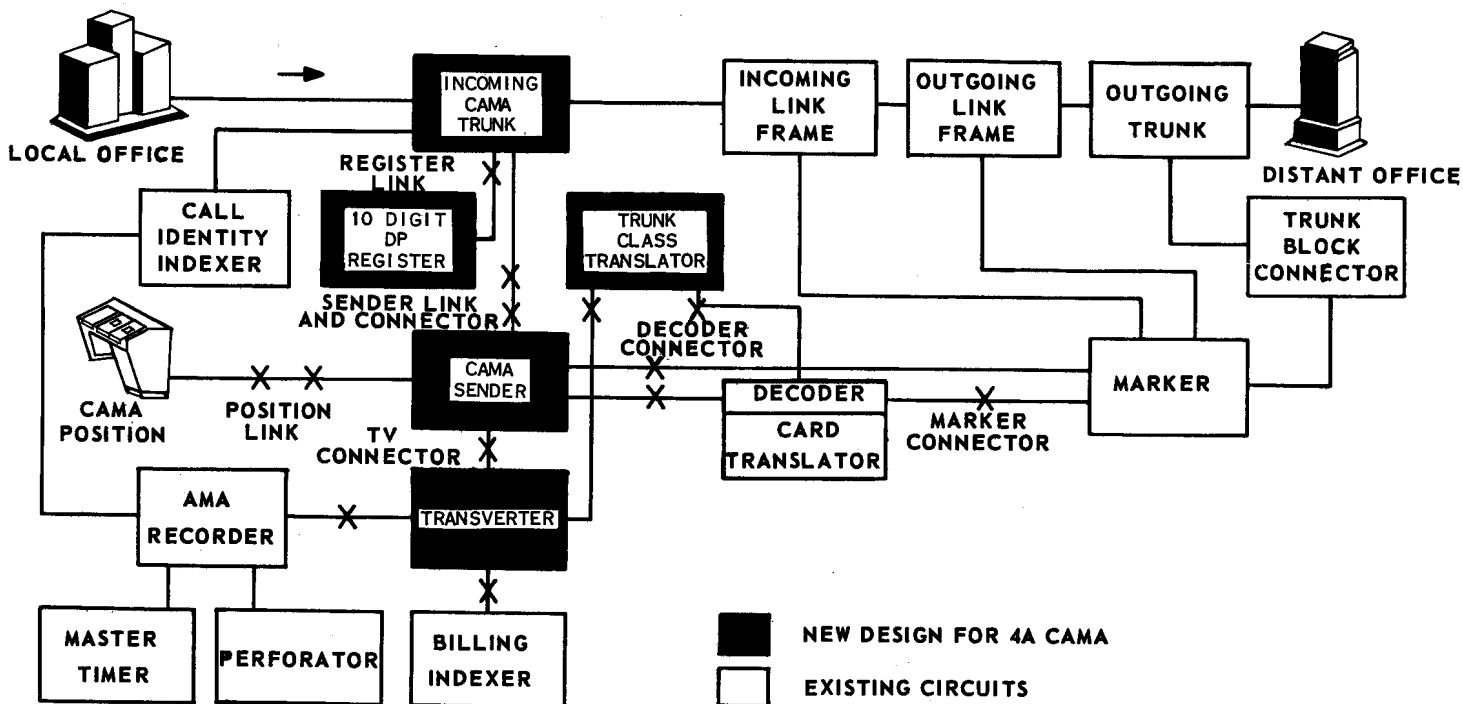 LOCAL OFFICE
INCOMING
CAMA
TRUNK
INCOMING
LINK
FRAME
OUTGOING
LINK
FRAME
OUTGOING
TRUNK
DISTANT OFFICE
REGISTER
LINK
CALL
IDENTITY
INDEXER
10 DIGIT
DP
REGISTER
TRUNK
CLASS
TRANSLATOR
TRUNK
BLOCK
CONNECTOR
SENDER LINK
AND CONNECTOR
DECODER
CONNECTOR
CAMA
POSITION
POSITION
LINK
CAMA
SENDER
DECODER
CARD
TRANSLATOR
MARKER
CONNECTOR
MARKER
TV
CONNECTOR
AMA
RECORDER
TRANSVERTER
MASTER
TIMER
PERFORATOR
BILLING
INDEXER
NEW DESIGN FOR 4A CAMA
EXISTING CIRCUITS